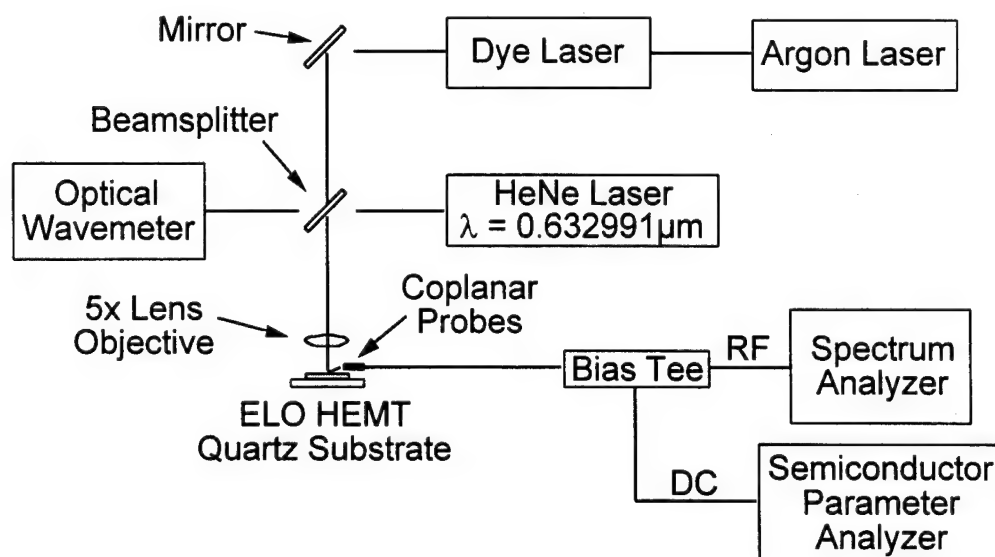 Mirror
Dye Laser
Argon Laser
Beamsplitter
Optical
Wavemeter
HeNe Laser
λ = 0.632991µm
5x Lens
Objective
Coplanar
Probes
Bias Tee
RF
Spectrum
Analyzer
ELO HEMT
Quartz Substrate
DC
Semiconductor
Parameter
Analyzer